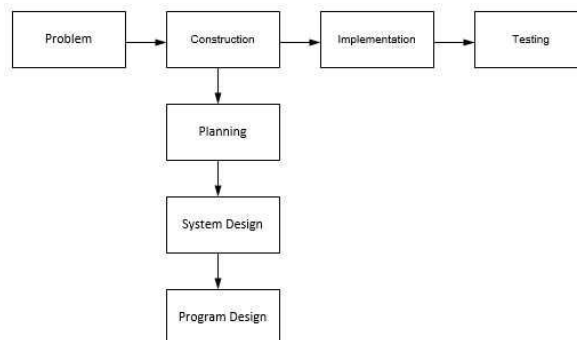 Problem
Construction
Implementation
Testing
Planning
System Design
Program Design